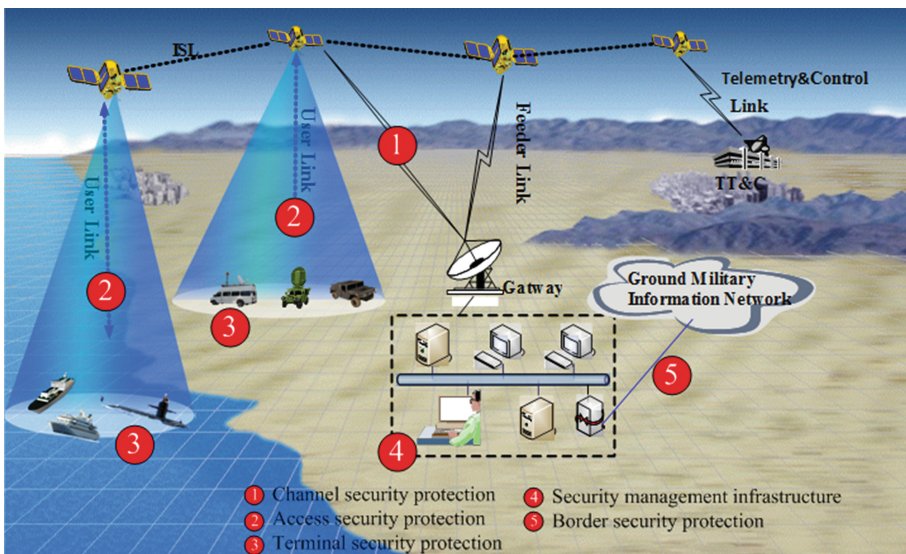 ISL
Telemetry&Control
Link
User Link
Feeder Link
1
TT&C
User Link
2
2
Ground Military
Information Network
Gatway
3
5
3
4
1 Channel security protection
2 Access security protection
3 Terminal security protection
4 Security management infrastructure
5 Border security protection